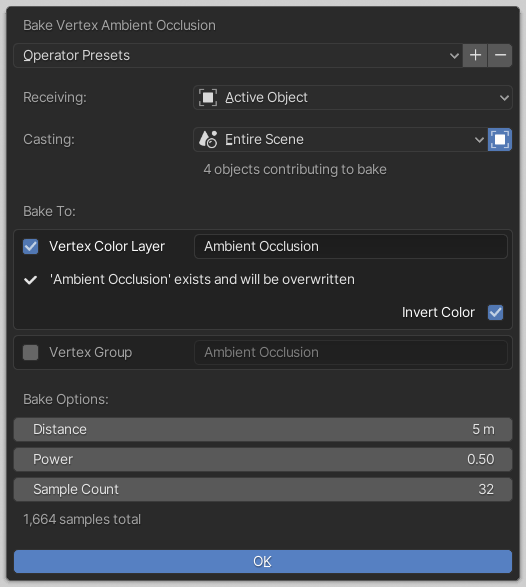 Bake Vertex Ambient Occlusion
Operator Presets
Receiving: Active Object
Casting: Entire Scene
4 objects contributing to bake
Bake To:
Vertex Color Layer Ambient Occlusion
'Ambient Occlusion' exists and will be overwritten
Invert Color
Vertex Group Ambient Occlusion
Bake Options:
Distance 5 m
Power 0.50
Sample Count 32
1,664 samples total
OK